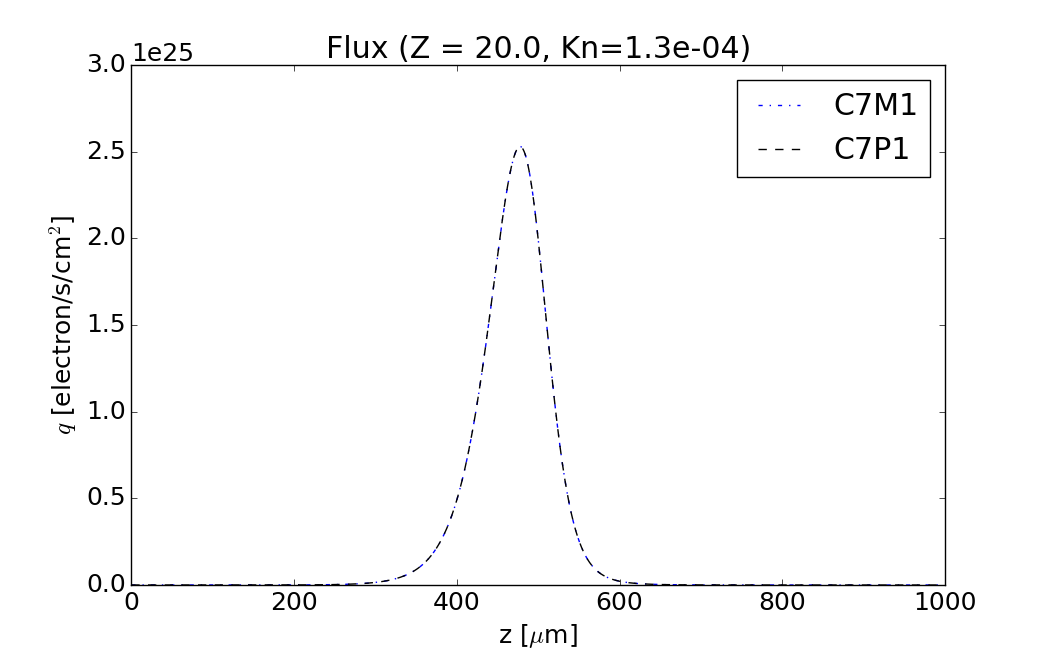 Flux (Z = 20.0, Kn=1.3e-04)
1e25
3.0
2.5
2.0
1.5
1.0
0.5
0.0
q [electron/s/cm²]
C7M1
C7P1
0
200
400
600
800
1000
z [μm]